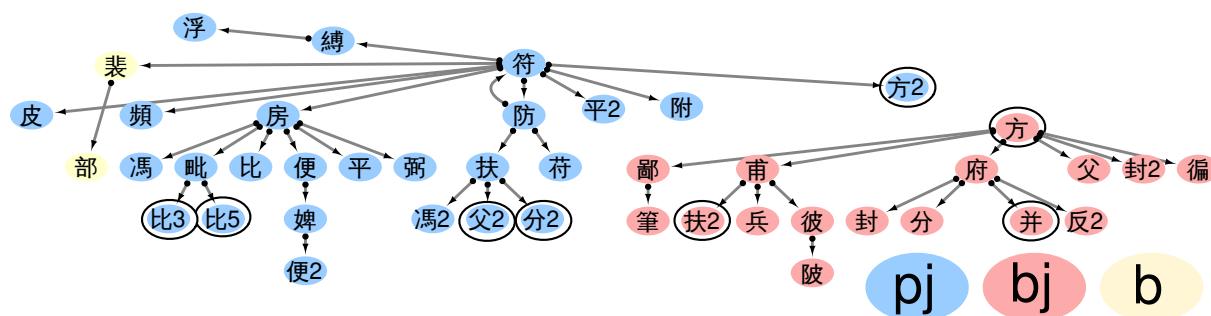 浮 縛
裴 符 方2
皮 頻 房 防 平2 附 方
部 馮 毗 比 便 平 弼 扶 苻 鄙 甫 府 父 封2 徧
比3 比5 婢 馮2 父2 分2 筆 扶2 兵 彼 封 分 并 反2
便2 陂
pj bj b